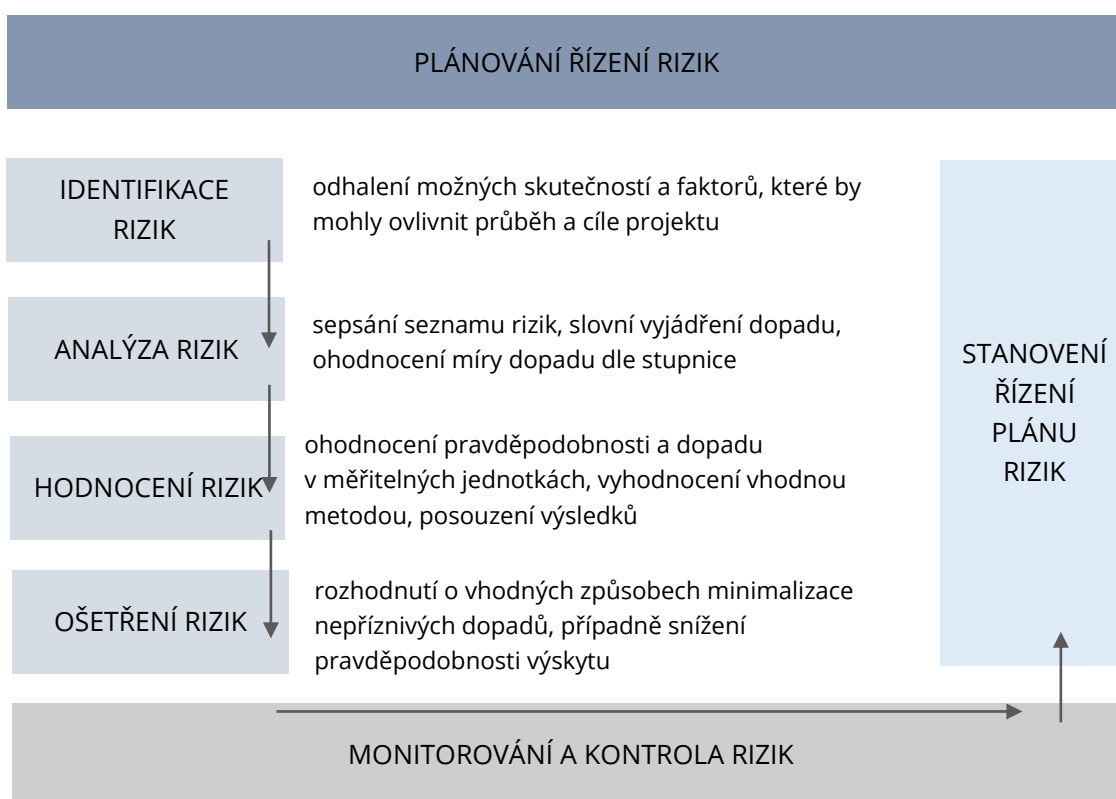 PLÁNOVÁNÍ ŘÍZENÍ RIZIK
IDENTIFIKACE
RIZIK
odhalení možných skutečností a faktorů, které by
mohly ovlivnit průběh a cíle projektu
ANALÝZA RIZIK
sepsání seznamu rizik, slovní vyjádření dopadu,
ohodnocení míry dopadu dle stupnice
HODNOCENÍ RIZIK
ohodnocení pravděpodobnosti a dopadu
v měřitelných jednotkách, vyhodnocení vhodnou
metodou, posouzení výsledků
OŠETŘENÍ RIZIK
rozhodnutí o vhodných způsobech minimalizace
nepříznivých dopadů, případně snížení
pravděpodobnosti výskytu
STANOVENÍ
ŘÍZENÍ
PLÁNU
RIZIK
MONITOROVÁNÍ A KONTROLA RIZIK